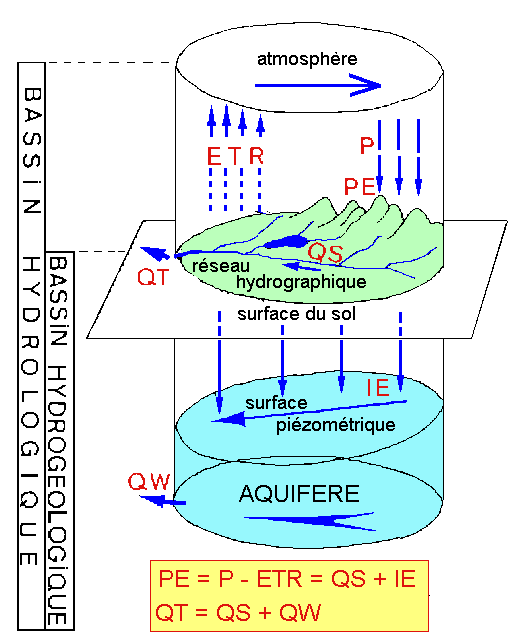 atmosphère
E T R
P
PE
QS
QT
réseau
hydrographique
surface du sol
IE
surface
piézométrique
QW
AQUIFERE
BASSiN HYDROLOGIQUE
BASSiN HYDROGEOLOGiQUE
PE = P - ETR = QS + IE
QT = QS + QW